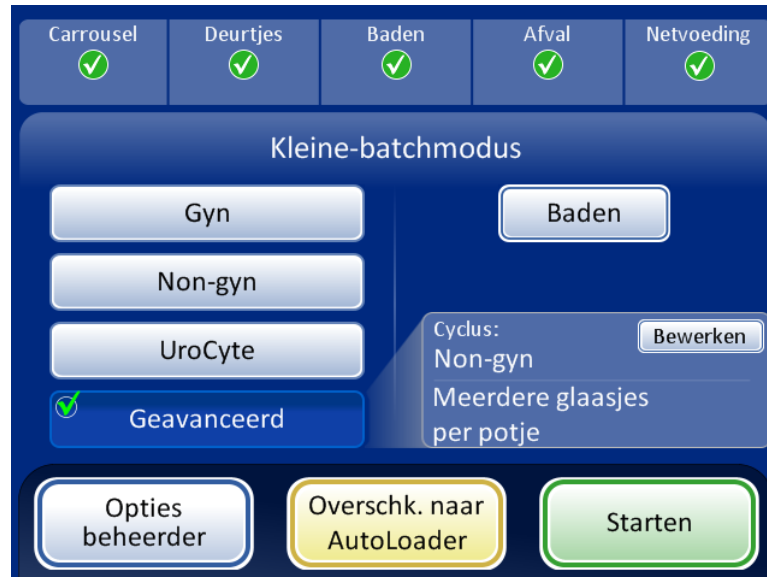 Carrousel
Deurtjes
Baden
Afval
Netvoeding
Kleine-batchmodus
Gyn
Baden
Non-gyn
UroCyte
Cyclus:
Bewerken
Non-gyn
Geavanceerd
Meerdere glaasjes
per potje
Opties
beheerder
Overschk. naar
AutoLoader
Starten